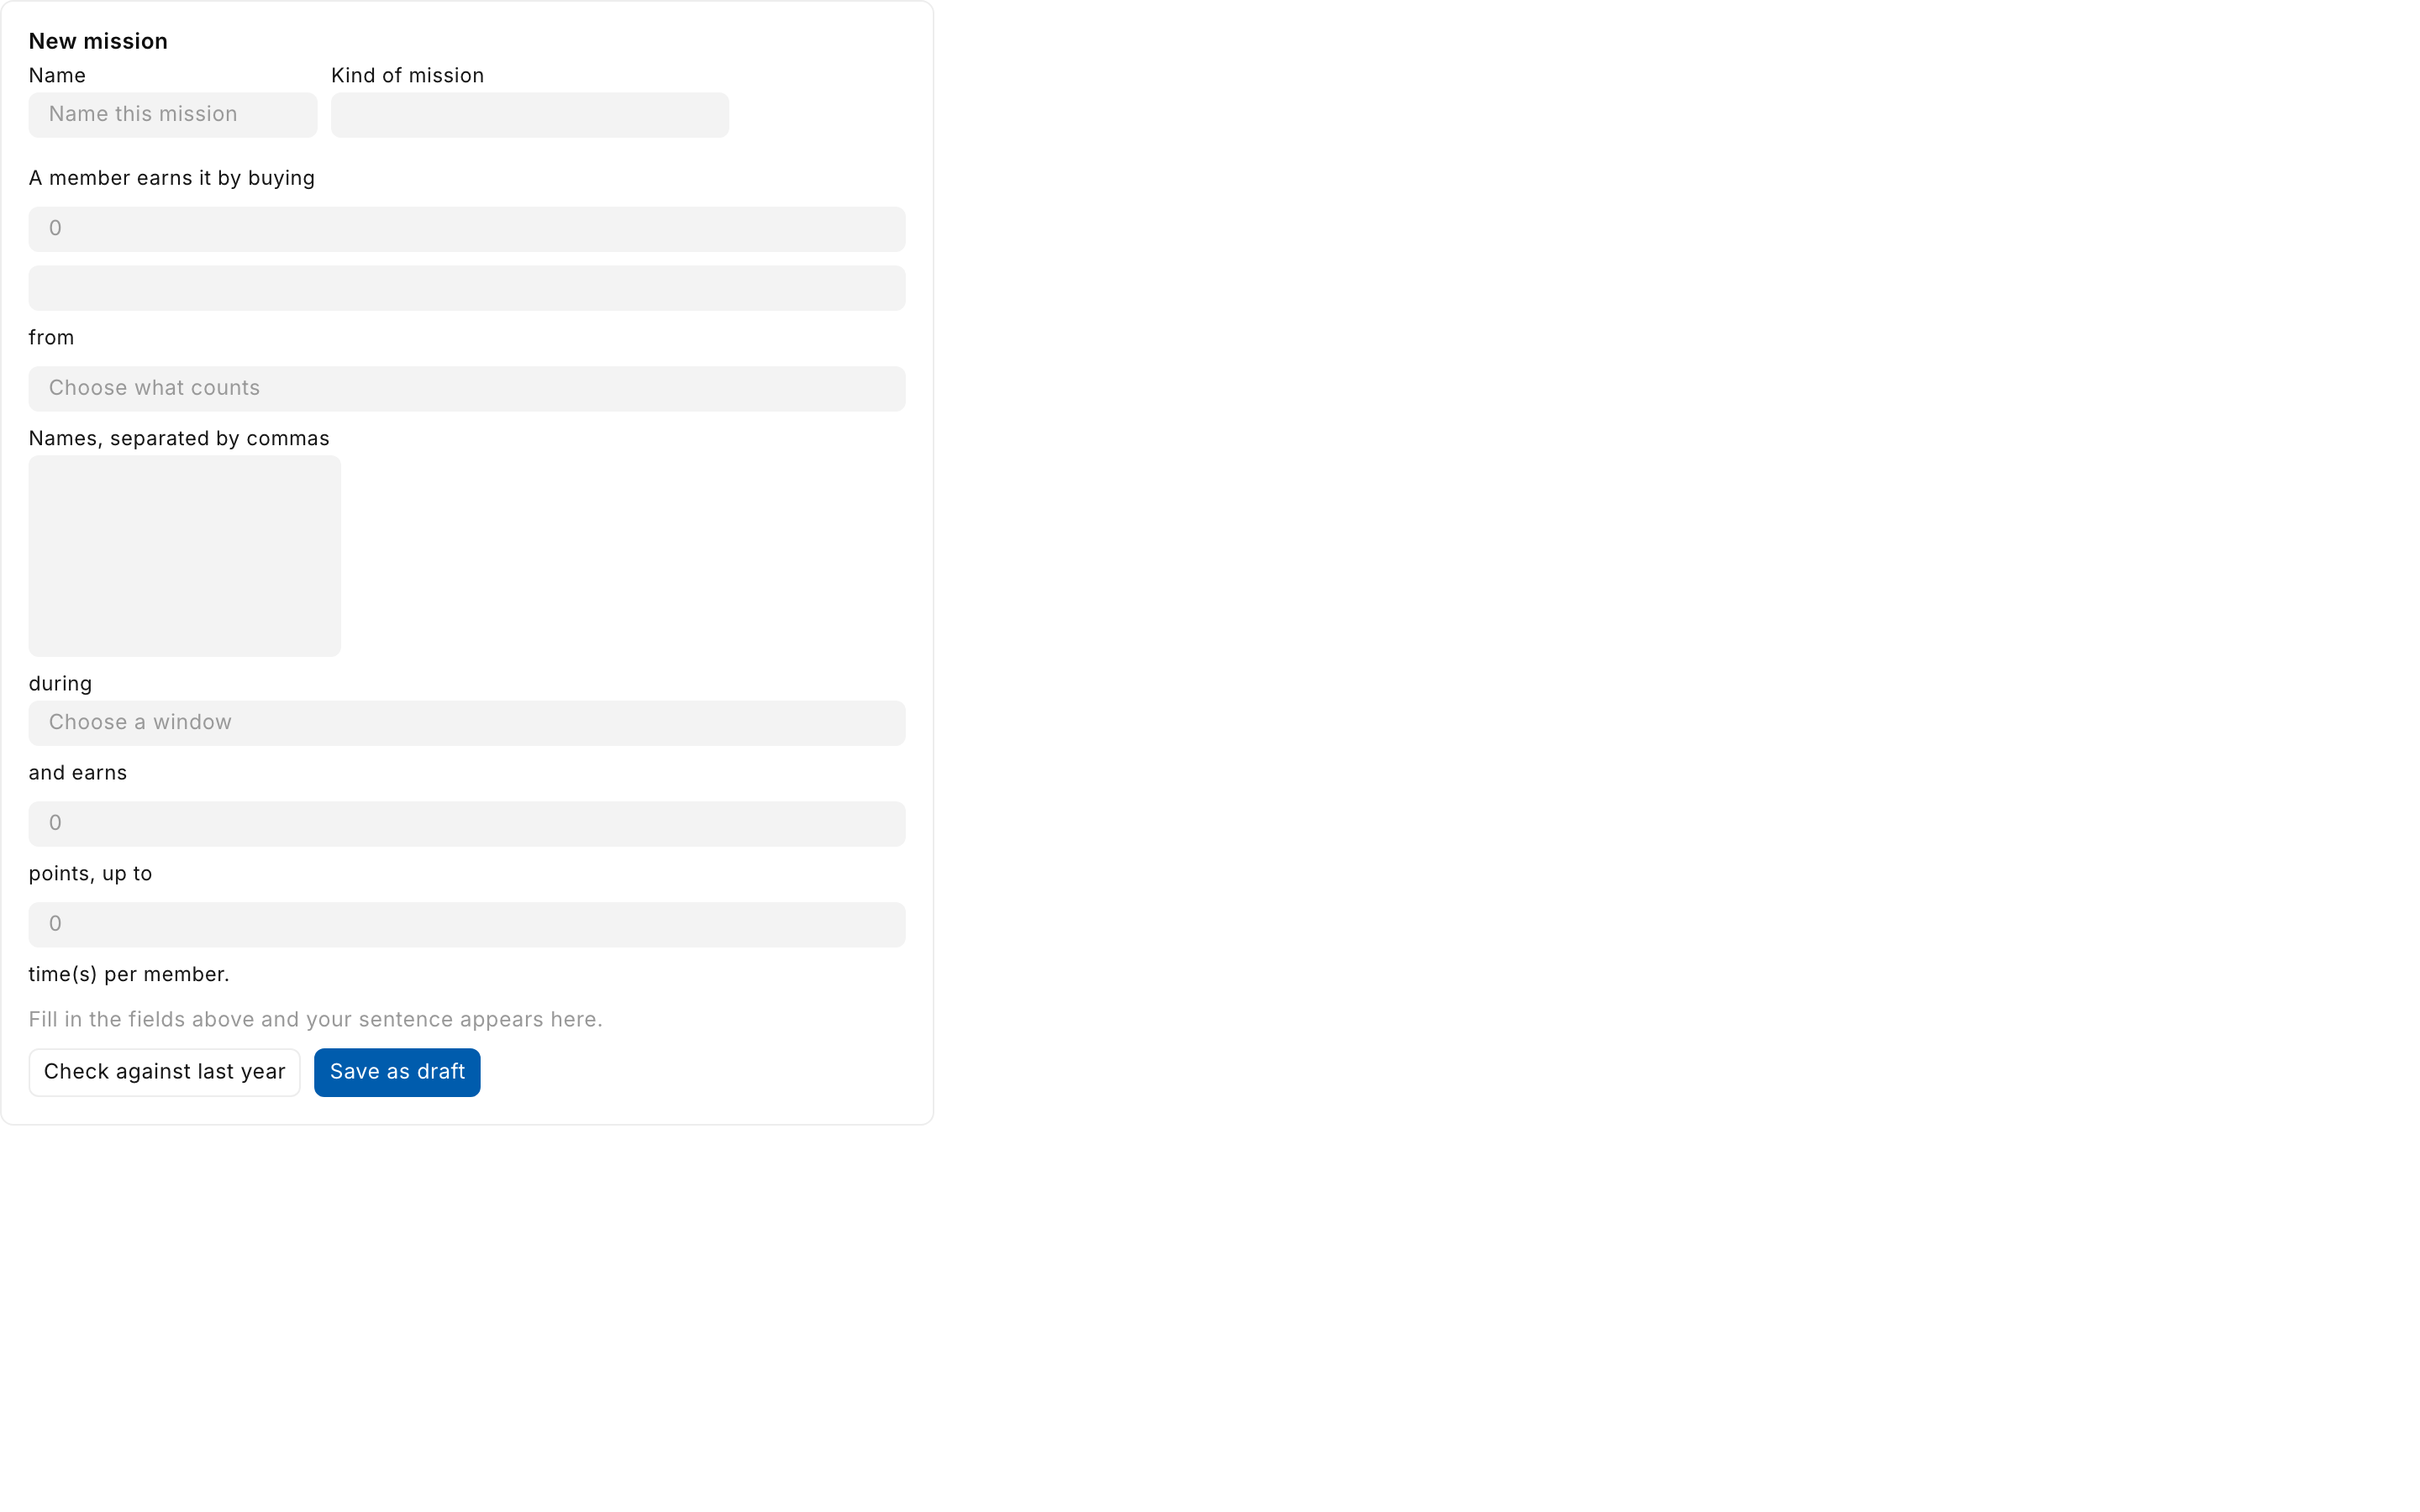 New mission
Name
Kind of mission
Name this mission
A member earns it by buying
0
from
Choose what counts
Names, separated by commas
during
Choose a window
and earns
0
points, up to
0
time(s) per member.
Fill in the fields above and your sentence appears here.
Check against last year
Save as draft